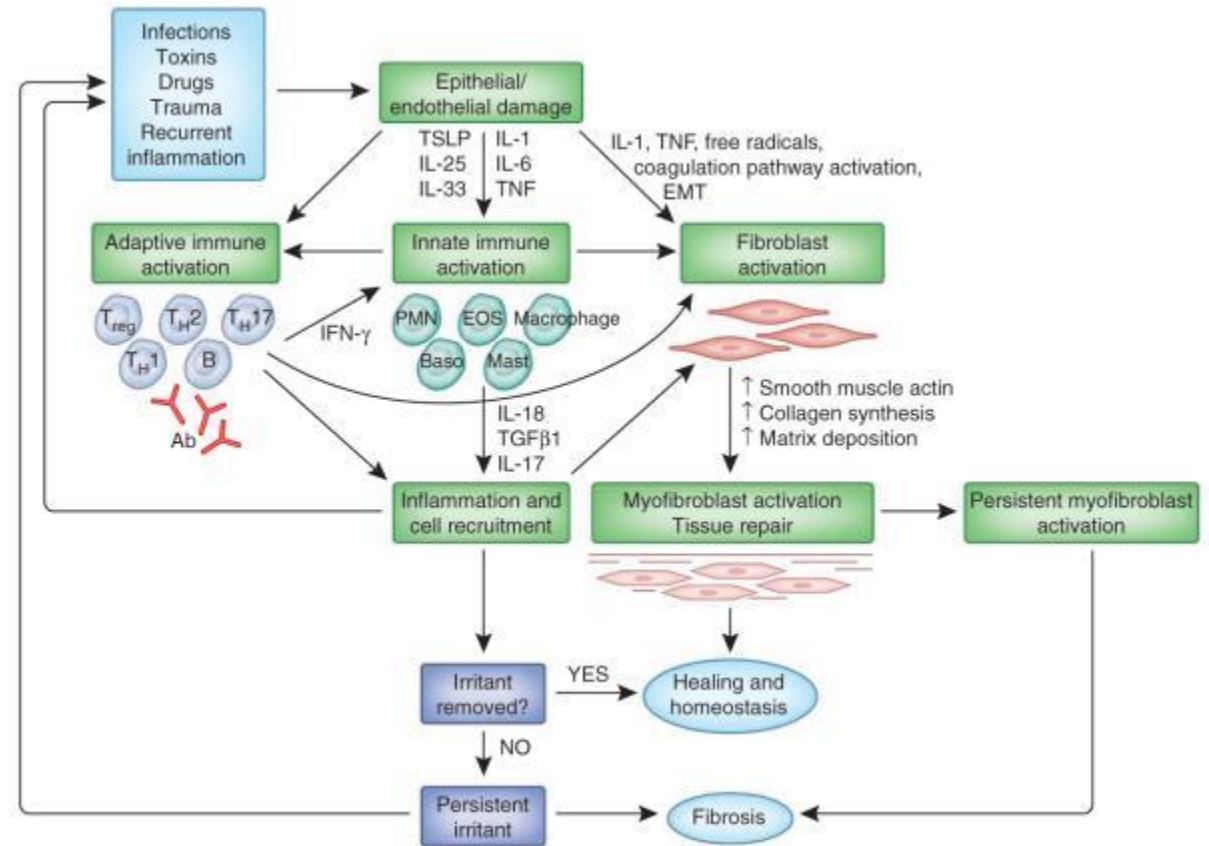 Infections
Toxins
Drugs
Trauma
Recurrent
inflammation
Epithelial/
endothelial damage
TSLP
IL-25
IL-33
IL-1
IL-6
TNF
IL-1, TNF, free radicals,
coagulation pathway activation,
EMT
Adaptive immune
activation
Innate immune
activation
Fibroblast
activation
Treg
TH2
TH17
TH1
B
Ab
IFN-γ
PMN
EOS
Macrophage
Baso
Mast
IL-18
TGFβ1
IL-17
↑ Smooth muscle actin
↑ Collagen synthesis
↑ Matrix deposition
Inflammation and
cell recruitment
Myofibroblast activation
Tissue repair
Persistent myofibroblast
activation
Irritant
removed?
YES
Healing and
homeostasis
NO
Persistent
irritant
Fibrosis